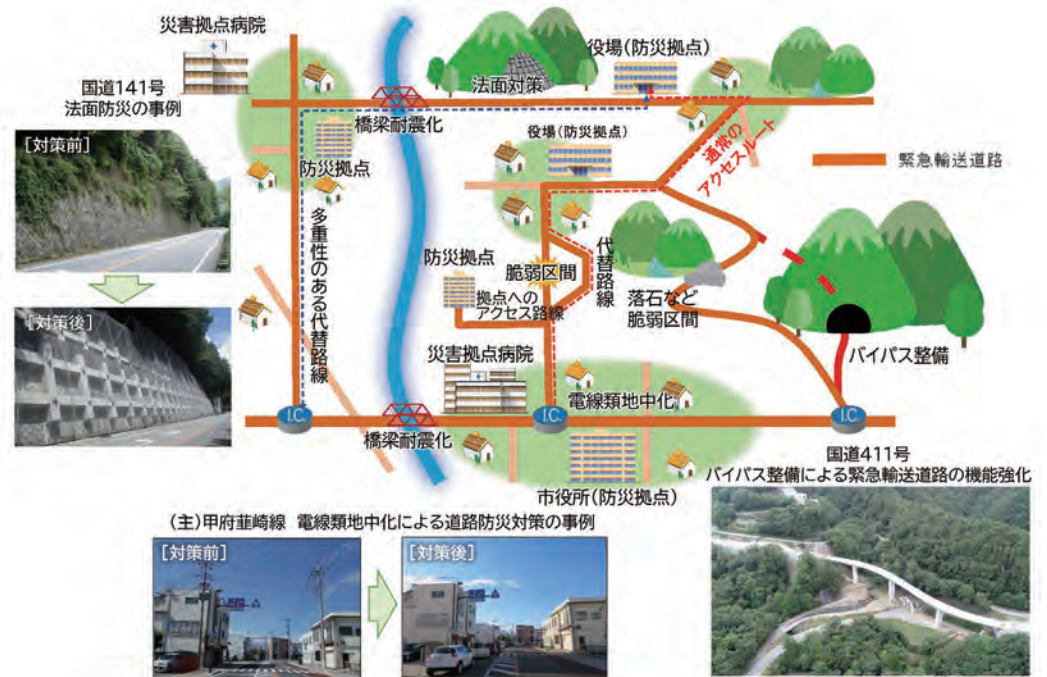 災害拠点病院
国道141号
法面防災の事例
[対策前]
[対策後]
役場(防災拠点)
法面対策
橋梁耐震化
防災拠点
役場(防災拠点)
通常の
アクセスルート
緊急輸送道路
多重性のある代替路線
防災拠点
脆弱区間
代替路線
拠点への
アクセス路線
落石など
脆弱区間
バイパス整備
災害拠点病院
電線類地中化
I.C.
I.C.
I.C.
橋梁耐震化
市役所(防災拠点)
国道411号
バイパス整備による緊急輸送道路の機能強化
(主)甲府韮崎線 電線類地中化による道路防災対策の事例
[対策前]
[対策後]